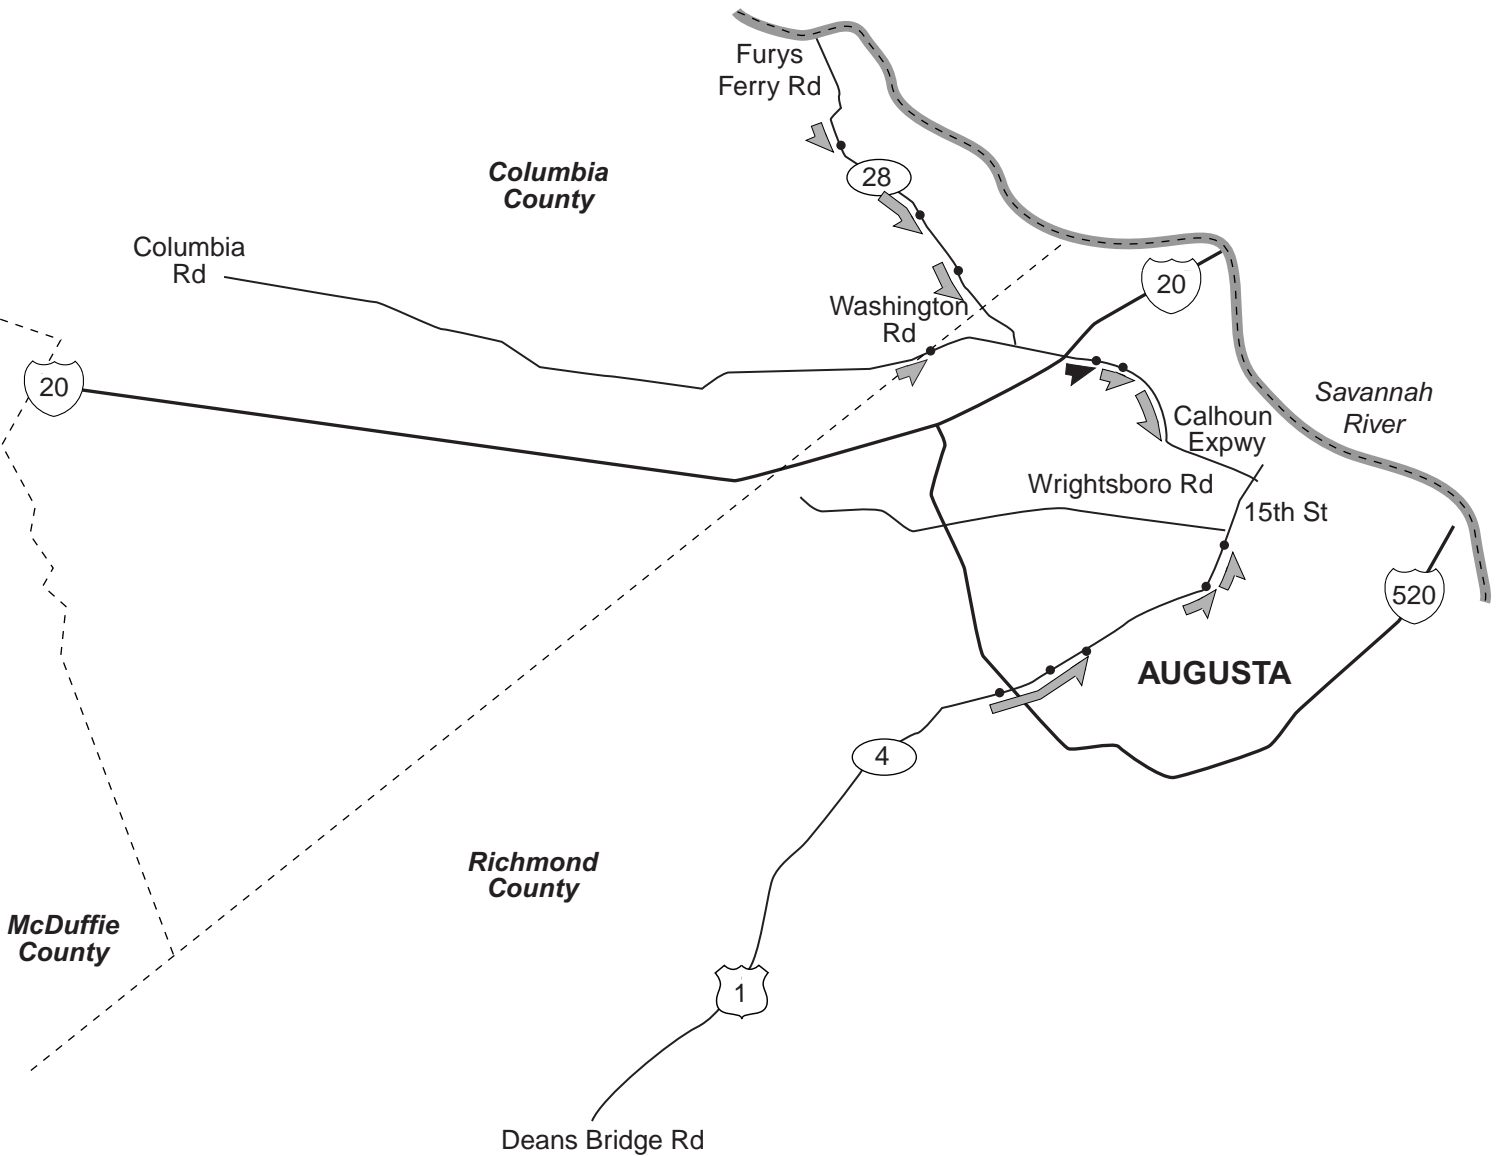 Furys
Ferry Rd
28
Columbia
County
Columbia
Rd
20
Washington
Rd
20
Savannah
River
Calhoun
Expwy
Wrightsboro Rd
15th St
520
AUGUSTA
4
Richmond
County
McDuffie
County
1
Deans Bridge Rd